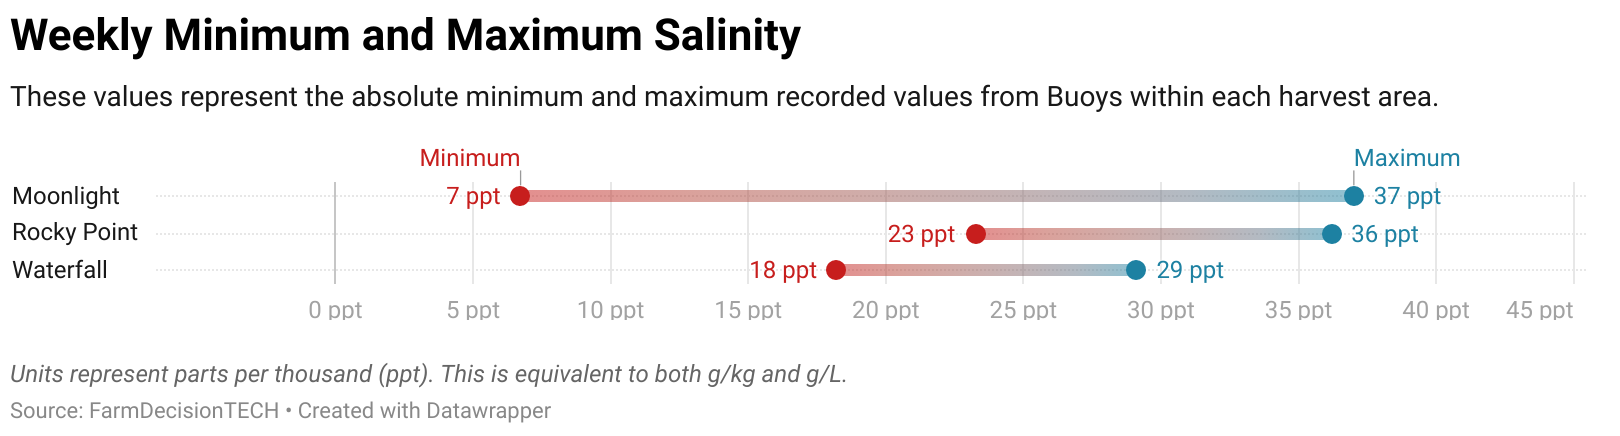 Weekly Minimum and Maximum Salinity
These values represent the absolute minimum and maximum recorded values from Buoys within each harvest area.
Minimum Maximum
Moonlight 7 ppt 37 ppt
Rocky Point 23 ppt 36 ppt
Waterfall 18 ppt 29 ppt
0 ppt 5 ppt 10 ppt 15 ppt 20 ppt 25 ppt 30 ppt 35 ppt 40 ppt 45 ppt
Units represent parts per thousand (ppt). This is equivalent to both g/kg and g/L.
Source: FarmDecisionTECH • Created with Datawrapper